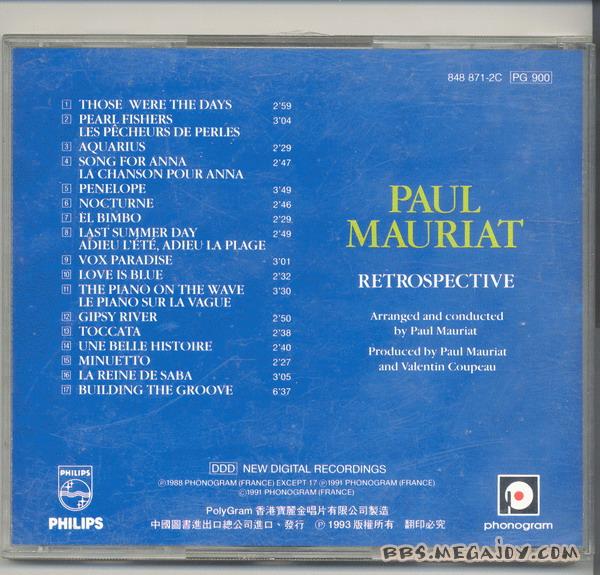 848 871-2C PG 900
1 THOSE WERE THE DAYS 2'59
2 PEARL FISHERS 3'04
LES PÊCHEURS DE PERLES
3 AQUARIUS 2'29
4 SONG FOR ANNA 2'47
LA CHANSON POUR ANNA
5 PENELOPE 3'49
6 NOCTURNE 2'46
7 EL BIMBO 2'29
8 LAST SUMMER DAY 2'49
ADIEU L'ÉTÉ, ADIEU LA PLAGE
9 VOX PARADISE 3'01
10 LOVE IS BLUE 2'32
11 THE PIANO ON THE WAVE 3'30
LE PIANO SUR LA VAGUE
12 GIPSY RIVER 2'50
13 TOCCATA 2'38
14 UNE BELLE HISTOIRE 2'40
15 MINUETTO 2'27
16 LA REINE DE SABA 3'05
17 BUILDING THE GROOVE 6'37
PAUL
MAURIAT
RETROSPECTIVE
Arranged and conducted
by Paul Mauriat
Produced by Paul Mauriat
and Valentin Coupeau
DDD NEW DIGITAL RECORDINGS
℗1988 PHONOGRAM (FRANCE) EXCEPT 17 ℗1991 PHONOGRAM (FRANCE)
©1991 PHONOGRAM (FRANCE)
PolyGram 香港寶麗金唱片有限公司製造
中國圖書進出口總公司進口、發行 ℗ 1993 版權所有 翻印必究
PHILIPS
PHILIPS
phonogram
BBS.MEGAJOY.COM